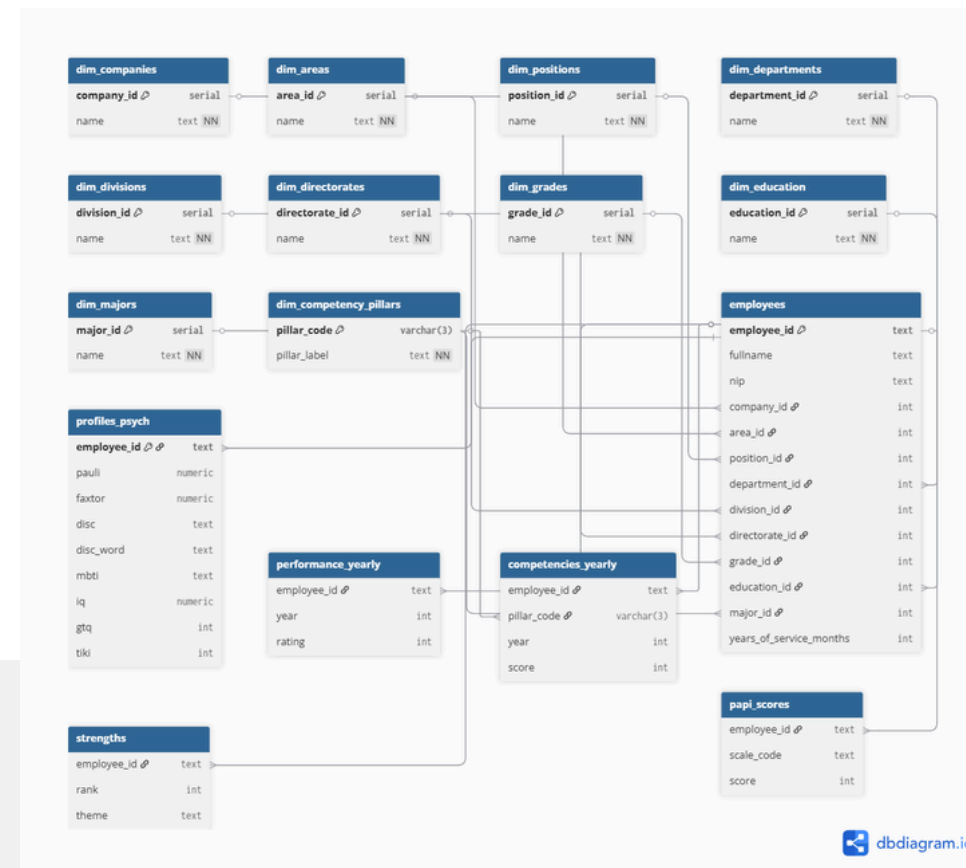 dim_companies
company_id serial
name text NN
dim_areas
area_id serial
name text NN
dim_positions
position_id serial
name text NN
dim_departments
department_id serial
name text NN
dim_divisions
division_id serial
name text NN
dim_directorates
directorate_id serial
name text NN
dim_grades
grade_id serial
name text NN
dim_education
education_id serial
name text NN
dim_majors
major_id serial
name text NN
dim_competency_pillars
pillar_code varchar(3)
pillar_label text NN
employees
employee_id text
fullname text
nip text
company_id int
area_id int
position_id int
department_id int
division_id int
directorate_id int
grade_id int
education_id int
major_id int
years_of_service_months int
profiles_psych
employee_id text
pauli numeric
faxtor numeric
disc text
disc_word text
mbti text
iq numeric
gtq int
tiki int
performance_yearly
employee_id text
year int
rating int
competencies_yearly
employee_id text
pillar_code varchar(3)
year int
score int
strengths
employee_id text
rank int
theme text
papi_scores
employee_id text
scale_code text
score int
dbdiagram.i